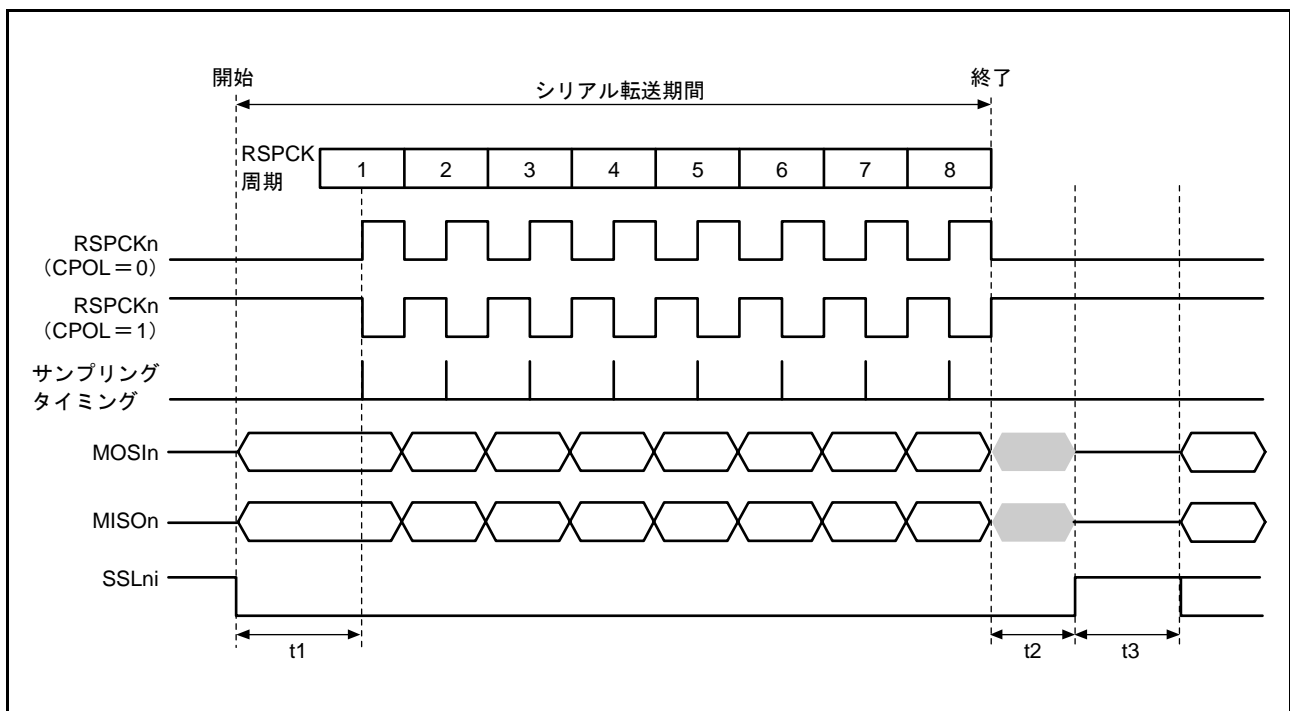 開始
終了
シリアル転送期間
RSPCK
周期
1 2 3 4 5 6 7 8
RSPCKn
（CPOL＝0）
RSPCKn
（CPOL＝1）
サンプリング
タイミング
MOSIn
MISOn
SSLni
t1
t2
t3